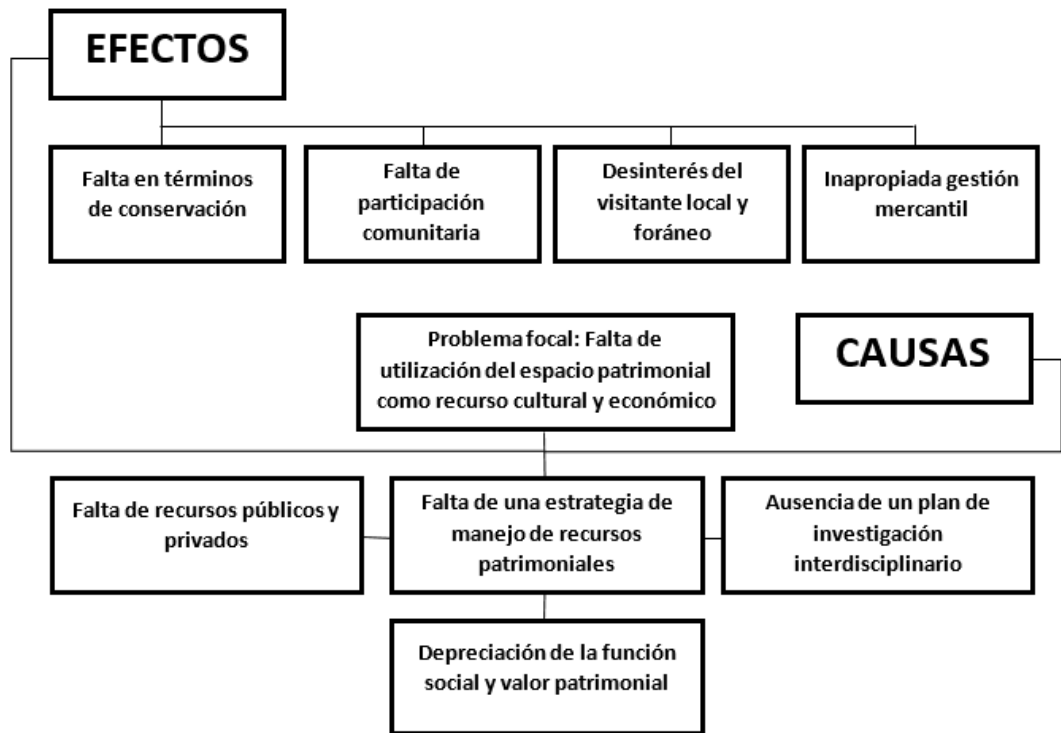 EFECTOS
Falta en términos
de conservación
Falta de
participación
comunitaria
Desinterés del
visitante local y
foráneo
Inapropiada gestión
mercantil
Problema focal: Falta de
utilización del espacio patrimonial
como recurso cultural y económico
CAUSAS
Falta de recursos públicos y
privados
Falta de una estrategia de
manejo de recursos
patrimoniales
Ausencia de un plan de
investigación
interdisciplinario
Depreciación de la función
social y valor patrimonial